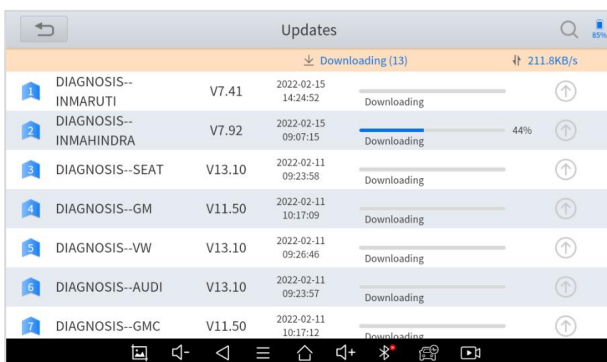 Updates
85%
Downloading (13) 211.8KB/s
1 DIAGNOSIS--INMARUTI V7.41 2022-02-15 14:24:52 Downloading
2 DIAGNOSIS--INMAHINDRA V7.92 2022-02-15 09:07:15 Downloading 44%
3 DIAGNOSIS--SEAT V13.10 2022-02-11 09:23:58 Downloading
4 DIAGNOSIS--GM V11.50 2022-02-11 10:17:09 Downloading
5 DIAGNOSIS--VW V13.10 2022-02-11 09:26:46 Downloading
6 DIAGNOSIS--AUDI V13.10 2022-02-11 09:23:57 Downloading
7 DIAGNOSIS--GMC V11.50 2022-02-11 10:17:12 Downloading